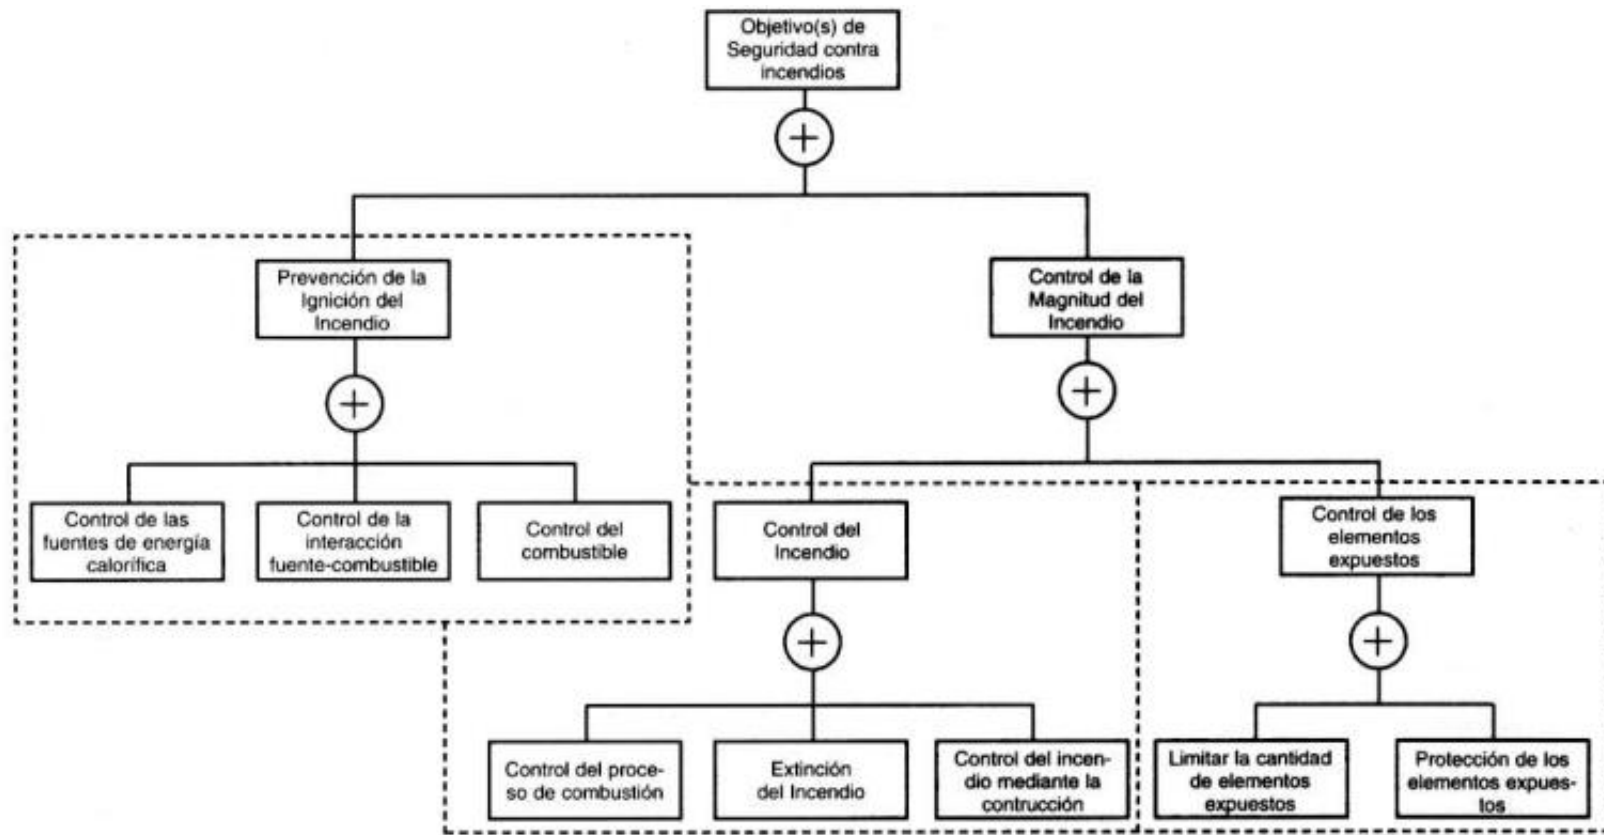 Objetivo(s) de
Seguridad contra
incendios
+
Prevención de la
Ignición del
Incendio
Control de la
Magnitud del
Incendio
+
+
Control de las
fuentes de energía
calorífica
Control de la
interacción
fuente-combustible
Control del
combustible
Control del
Incendio
Control de los
elementos
expuestos
+
+
Control del proce-
so de combustión
Extinción
del Incendio
Control del incen-
dio mediante la
contrucción
Limitar la cantidad
de elementos
expuestos
Protección de los
elementos expues-
tos